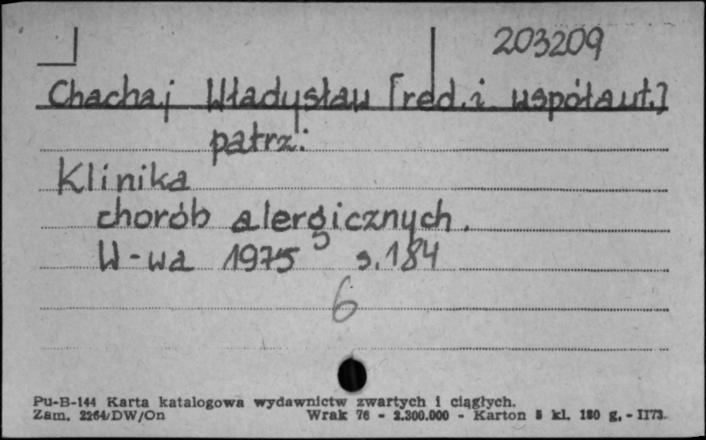 203209
Chachaj Władysław [red. i współaut.]
patrz:
Klinika
chorób alergicznych.
W-wa 1975 s. 184
6
Pu-B-144 Karta katalogowa wydawnictw zwartych i ciągłych.
Zam. 2264/DW/On Wrak 76 - 2.300.000 - Karton 5 kl. 180 g. - II73